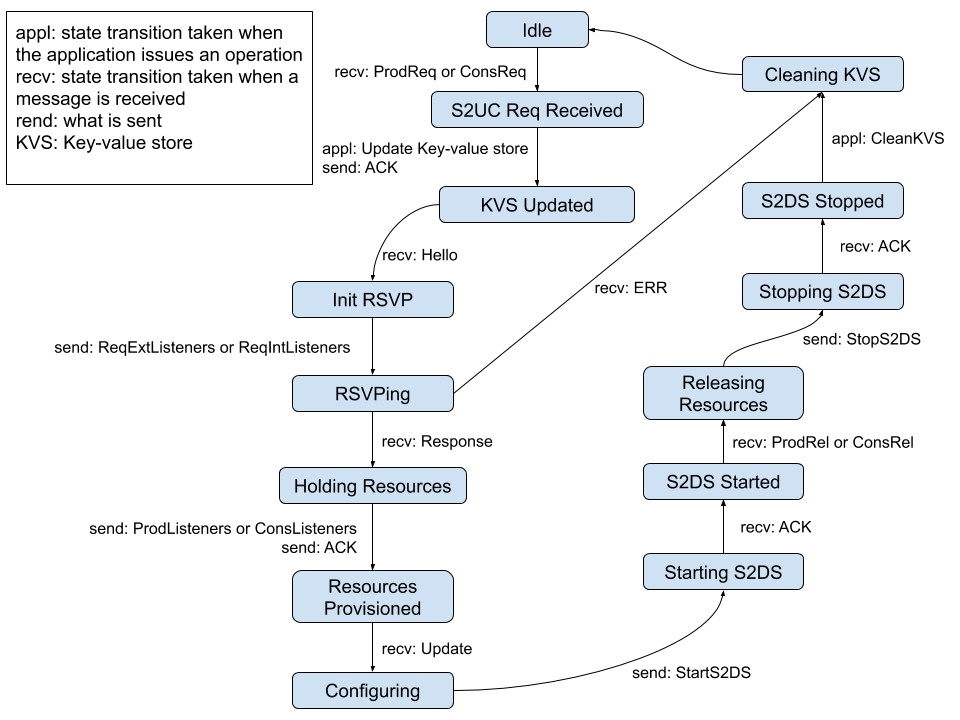 appl: state transition taken when
the application issues an operation
recv: state transition taken when a
message is received
rend: what is sent
KVS: Key-value store
Idle
recv: ProdReq or ConsReq
S2UC Req Received
appl: Update Key-value store
send: ACK
KVS Updated
recv: Hello
Init RSVP
send: ReqExtListeners or ReqIntListeners
RSVPing
recv: ERR
recv: Response
Holding Resources
send: ProdListeners or ConsListeners
send: ACK
Resources
Provisioned
recv: Update
Configuring
send: StartS2DS
Starting S2DS
recv: ACK
S2DS Started
recv: ProdRel or ConsRel
Releasing
Resources
send: StopS2DS
Stopping S2DS
recv: ACK
S2DS Stopped
appl: CleanKVS
Cleaning KVS